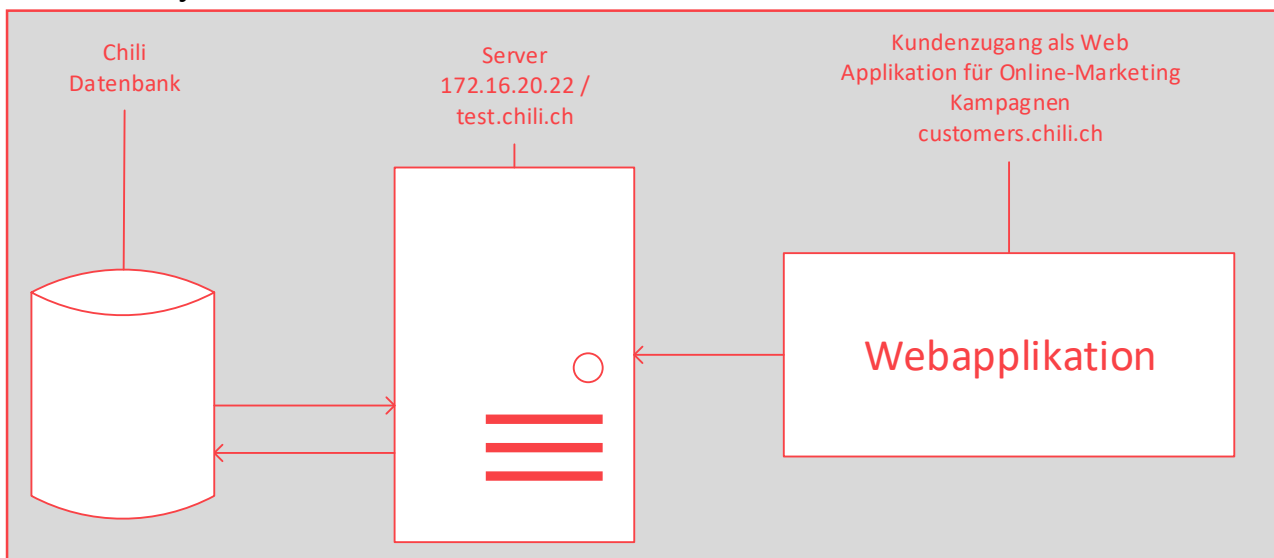 Chili
Datenbank
Server
172.16.20.22 /
test.chili.ch
Kundenzugang als Web
Applikation für Online-Marketing
Kampagnen
customers.chili.ch
Webapplikation